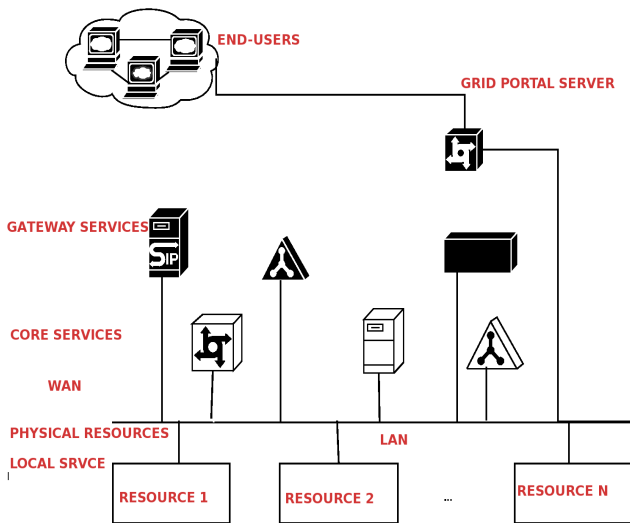 END-USERS
GRID PORTAL SERVER
GATEWAY SERVICES
SIP
CORE SERVICES
WAN
PHYSICAL RESOURCES
LAN
LOCAL SRVCE
RESOURCE 1
RESOURCE 2
...
RESOURCE N